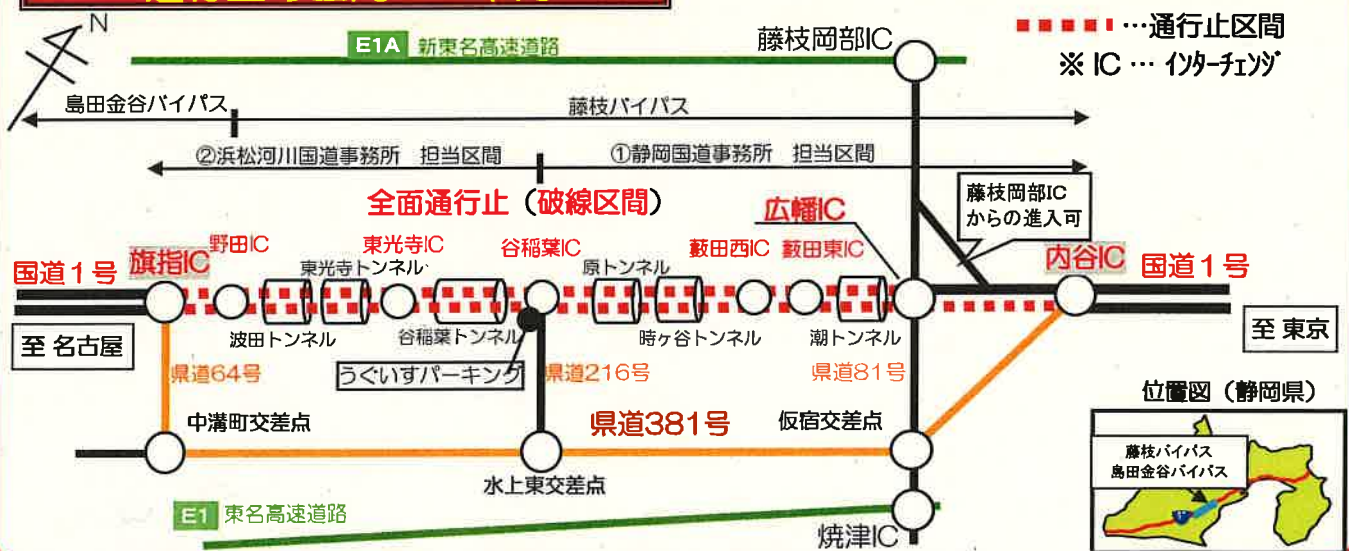 N
E1A 新東名高速道路
藤枝岡部IC
…通行止区間
※ IC … インターチェンジ
島田金谷バイパス
藤枝バイパス
②浜松河川国道事務所 担当区間
①静岡国道事務所 担当区間
全面通行止（破線区間）
藤枝岡部IC
からの進入可
広幡IC
野田IC
東光寺IC
谷稲葉IC
藪田西IC
藪田東IC
旗指IC
内谷IC
国道1号
国道1号
東光寺トンネル
原トンネル
波田トンネル
谷稲葉トンネル
時ヶ谷トンネル
潮トンネル
至 名古屋
至 東京
県道64号
うぐいすパーキング
県道216号
県道81号
中溝町交差点
県道381号
仮宿交差点
水上東交差点
E1 東名高速道路
焼津IC
位置図（静岡県）
藤枝バイパス
島田金谷バイパス